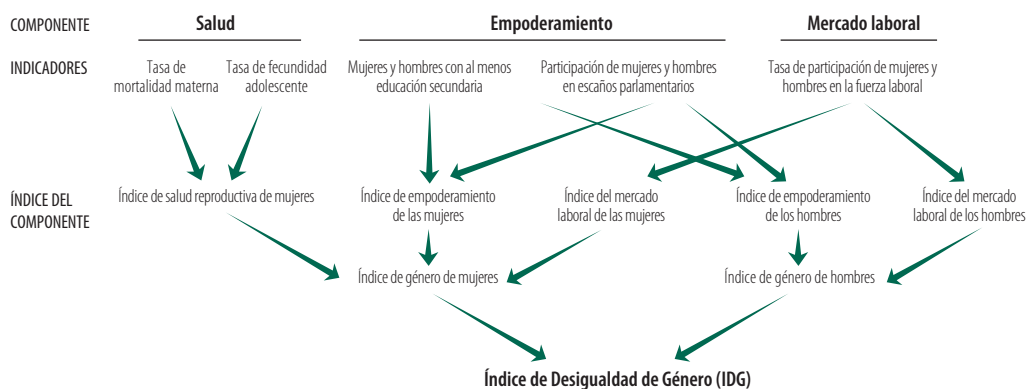 COMPONENTE
Salud
Empoderamiento
Mercado laboral
INDICADORES
Tasa de
mortalidad materna
Tasa de fecundidad
adolescente
Mujeres y hombres con al menos
educación secundaria
Participación de mujeres y hombres
en escaños parlamentarios
Tasa de participación de mujeres y
hombres en la fuerza laboral
ÍNDICE DEL
COMPONENTE
Índice de salud reproductiva de mujeres
Índice de empoderamiento
de las mujeres
Índice del mercado
laboral de las mujeres
Índice de empoderamiento
de los hombres
Índice del mercado
laboral de los hombres
Índice de género de mujeres
Índice de género de hombres
Índice de Desigualdad de Género (IDG)